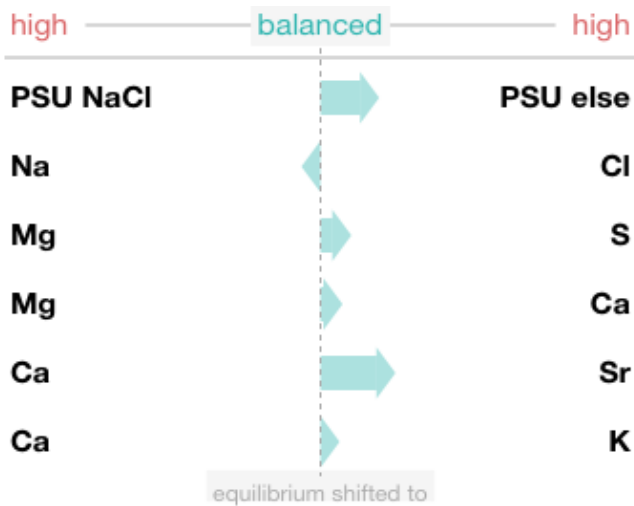 high balanced high
PSU NaCl PSU else
Na Cl
Mg S
Mg Ca
Ca Sr
Ca K
equilibrium shifted to